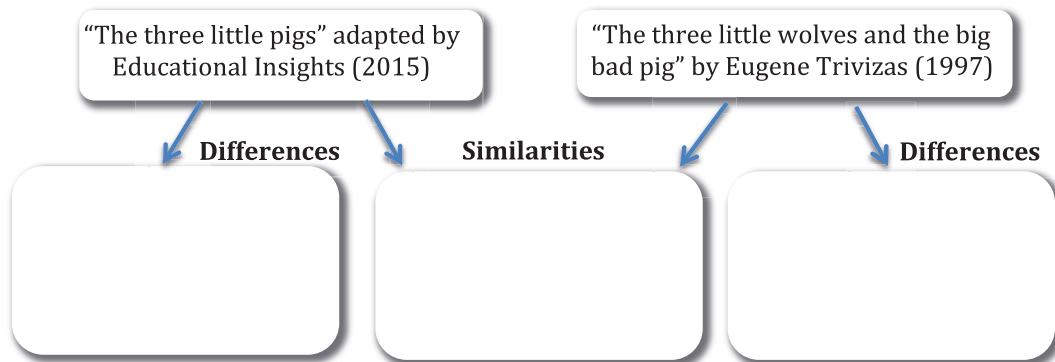 “The three little pigs” adapted by
Educational Insights (2015)
“The three little wolves and the big
bad pig” by Eugene Trivizas (1997)
Differences
Similarities
Differences